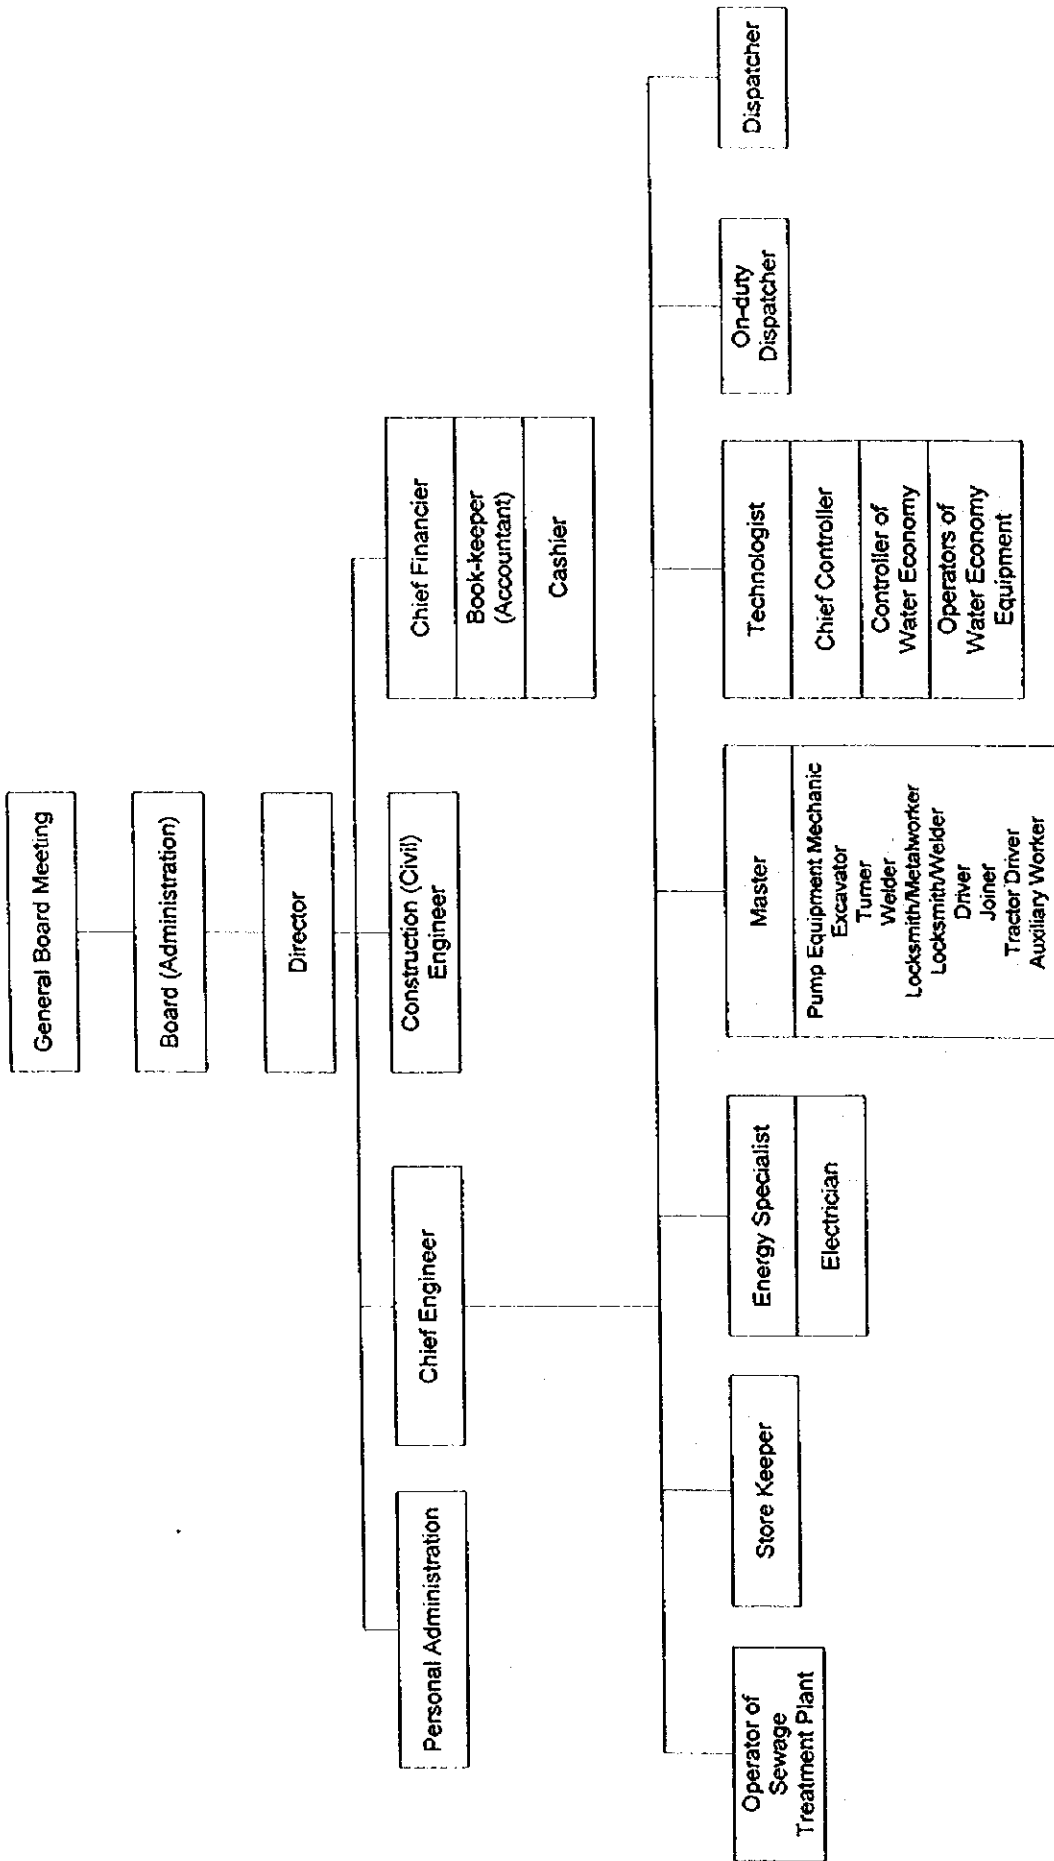 General Board Meeting
Board (Administration)
Director
Personal Administration
Chief Engineer
Construction (Civil)
Engineer
Chief Financier
Book-keeper
(Accountant)
Cashier
Operator of
Sewage
Treatment Plant
Store Keeper
Energy Specialist
Electrician
Master
Pump Equipment Mechanic
Excavator
Turner
Welder
Locksmith/Metalworker
Locksmith/Welder
Driver
Joiner
Tractor Driver
Auxiliary Worker
Technologist
Chief Controller
Controller of
Water Economy
Operators of
Water Economy
Equipment
On-duty
Dispatcher
Dispatcher